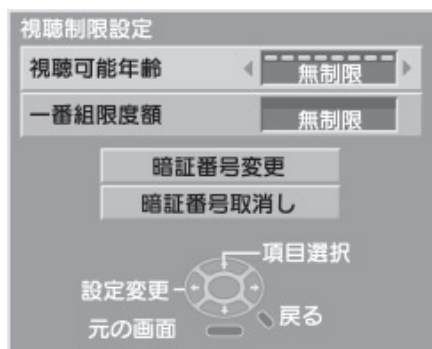 視聴制限設定
視聴可能年齢 無制限
一番組限度額 無制限
暗証番号変更
暗証番号取消し
項目選択
設定変更
戻る
元の画面